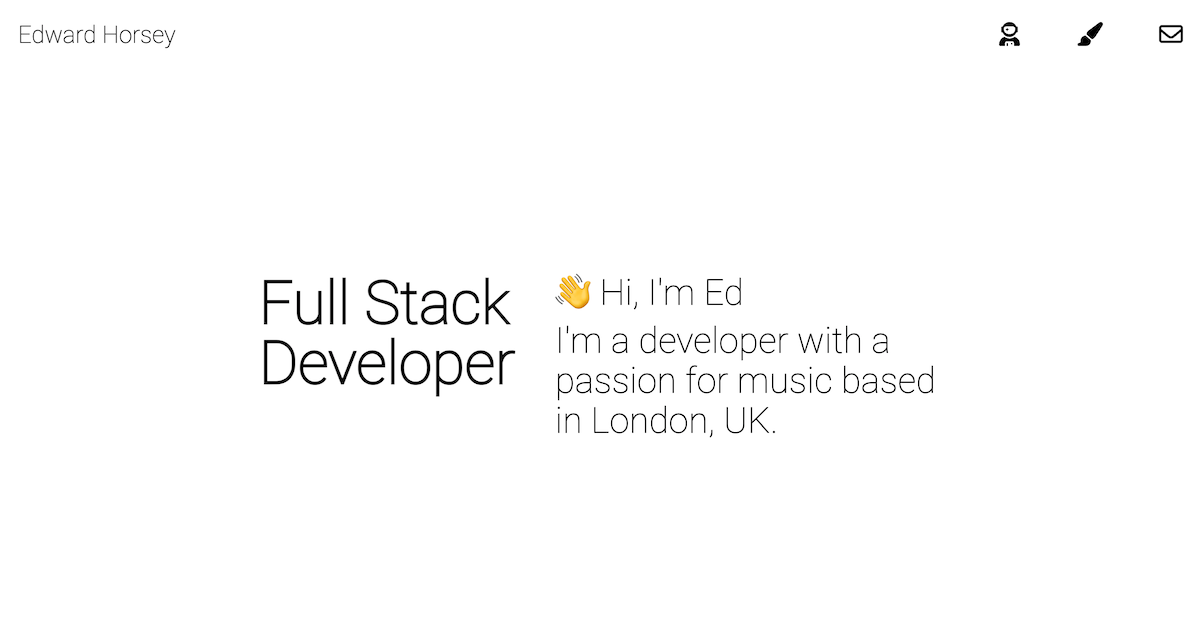 Edward Horsey
Full Stack
Developer
👋 Hi, I'm Ed
I'm a developer with a
passion for music based
in London, UK.